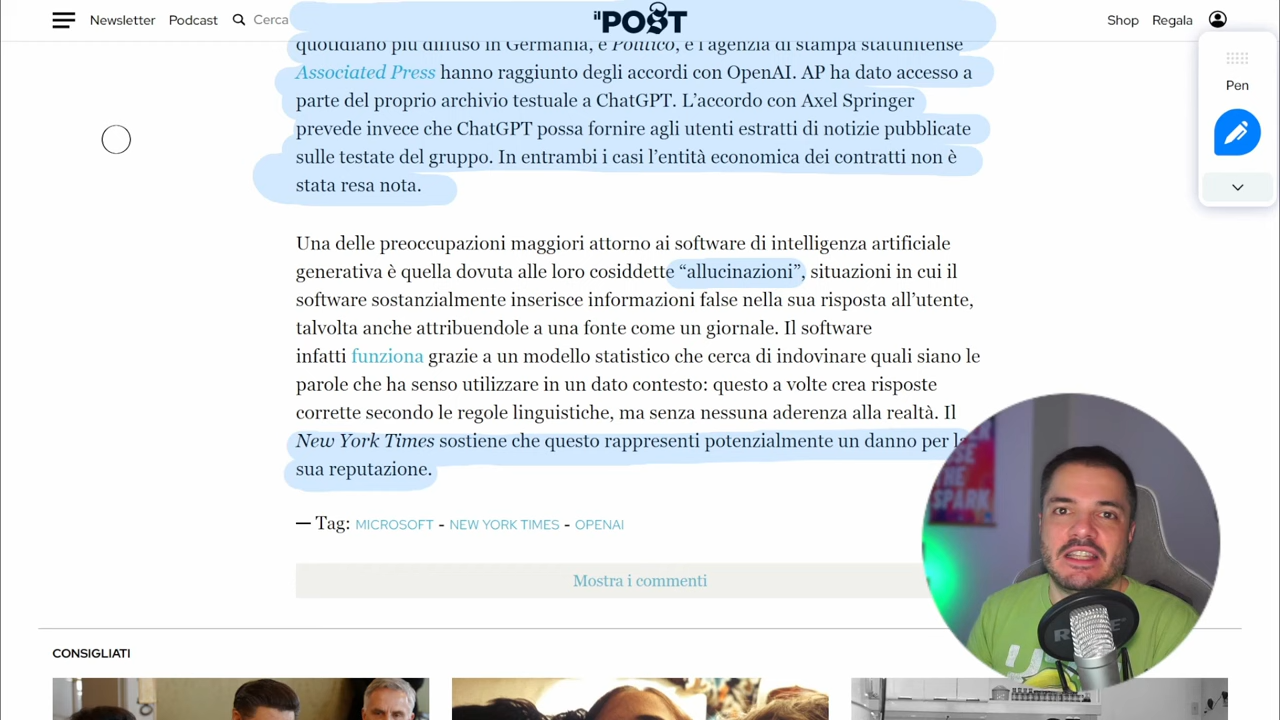 Newsletter Podcast Cerca il POST Shop Regala
quotidiano più diffuso in Germania, e Politico, e l'agenzia di stampa statunitense
Associated Press hanno raggiunto degli accordi con OpenAI. AP ha dato accesso a
parte del proprio archivio testuale a ChatGPT. L'accordo con Axel Springer
prevede invece che ChatGPT possa fornire agli utenti estratti di notizie pubblicate
sulle testate del gruppo. In entrambi i casi l'entità economica dei contratti non è
stata resa nota.
Pen
Una delle preoccupazioni maggiori attorno ai software di intelligenza artificiale
generativa è quella dovuta alle loro cosiddette “allucinazioni”, situazioni in cui il
software sostanzialmente inserisce informazioni false nella sua risposta all'utente,
talvolta anche attribuendole a una fonte come un giornale. Il software
infatti funziona grazie a un modello statistico che cerca di indovinare quali siano le
parole che ha senso utilizzare in un dato contesto: questo a volte crea risposte
corrette secondo le regole linguistiche, ma senza nessuna aderenza alla realtà. Il
New York Times sostiene che questo rappresenti potenzialmente un danno per la
sua reputazione.
— Tag: MICROSOFT - NEW YORK TIMES - OPENAI
Mostra i commenti
CONSIGLIATI
THE
SPARK